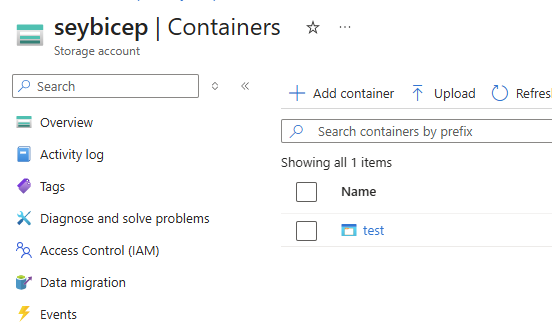 seybicep | Containers
Storage account
Search
Add container
Upload
Refres
Search containers by prefix
Showing all 1 items
Name
test
Overview
Activity log
Tags
Diagnose and solve problems
Access Control (IAM)
Data migration
Events